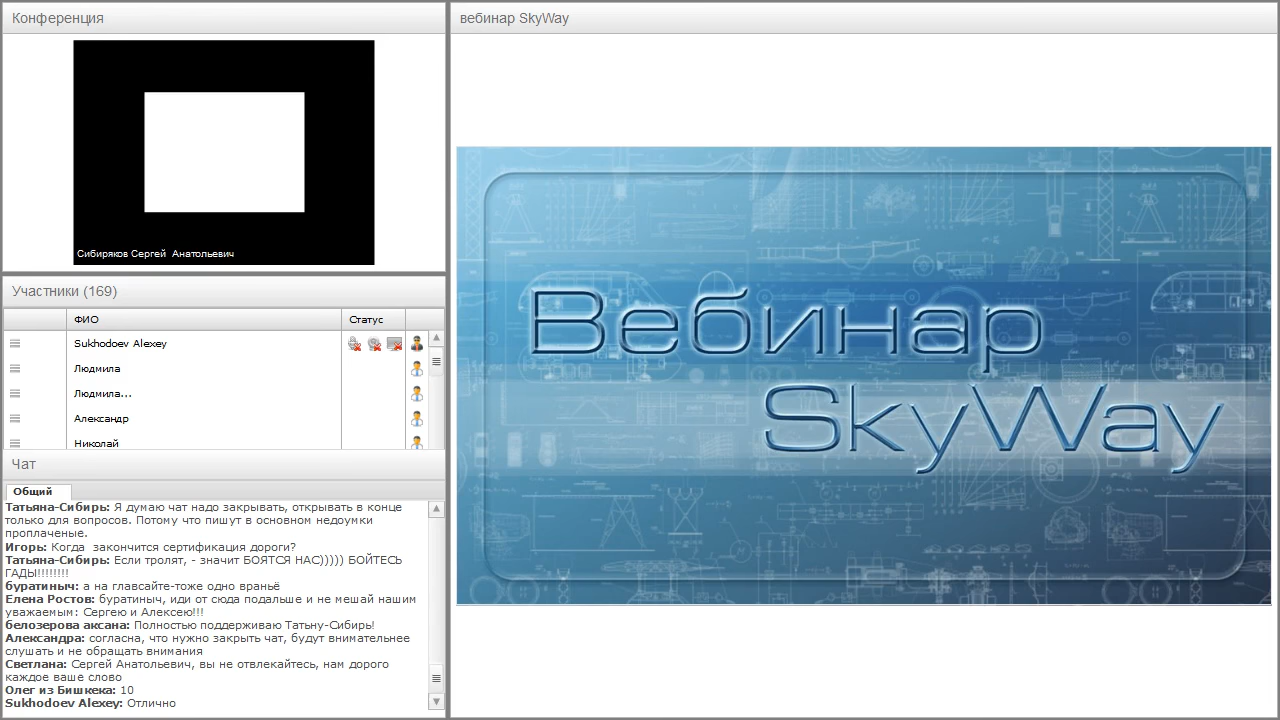 Конференция
Сибиряков Сергей Анатольевич
Участники (169)
ФИО Статус
Sukhodoev Alexey
Людмила
Людмила...
Александр
Николай
Чат
Общий
Татьяна-Сибирь: Я думаю чат надо закрывать, открывать в конце
только для вопросов. Потому что пишут в основном недоумки
проплаченые.
Игорь: Когда закончится сертификация дороги?
Татьяна-Сибирь: Если тролят, - значит БОЯТСЯ НАС))))) БОЙТЕСЬ
ГАДЫ!!!!!!!!
буратиныч: а на главсайте-тоже одно враньё
Елена Ростов: буратиныч, иди от сюда подальше и не мешай нашим
уважаемым: Сергею и Алексею!!!
белозерова аксана: Полностью поддерживаю Татьну-Сибирь!
Александра: согласна, что нужно закрыть чат, будут внимательнее
слушать и не обращать внимания
Светлана: Сергей Анатольевич, вы не отвлекайтесь, нам дорого
каждое ваше слово
Олег из Бишкека: 10
Sukhodoev Alexey: Отлично
вебинар SkyWay
Вебинар
SkyWay